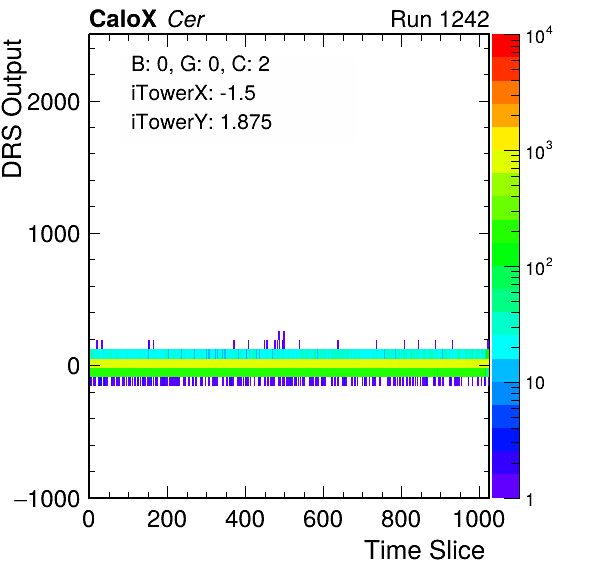 CaloX Cer Run 1242
B: 0, G: 0, C: 2
iTowerX: -1.5
iTowerY: 1.875
DRS Output
2000
1000
0
−1000
0 200 400 600 800 1000
Time Slice
10^4
10^3
10^2
10
1